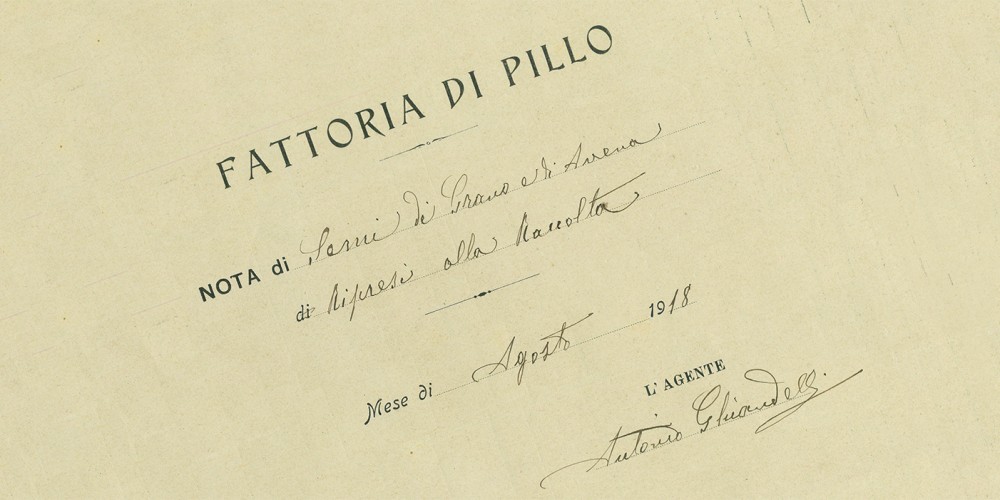 FATTORIA DI PILLO
NOTA di Semi di Grano e di Avena
di Ripresi alla Raccolta
Mese di Agosto 1918
L'AGENTE
Antonio Ghiandelli